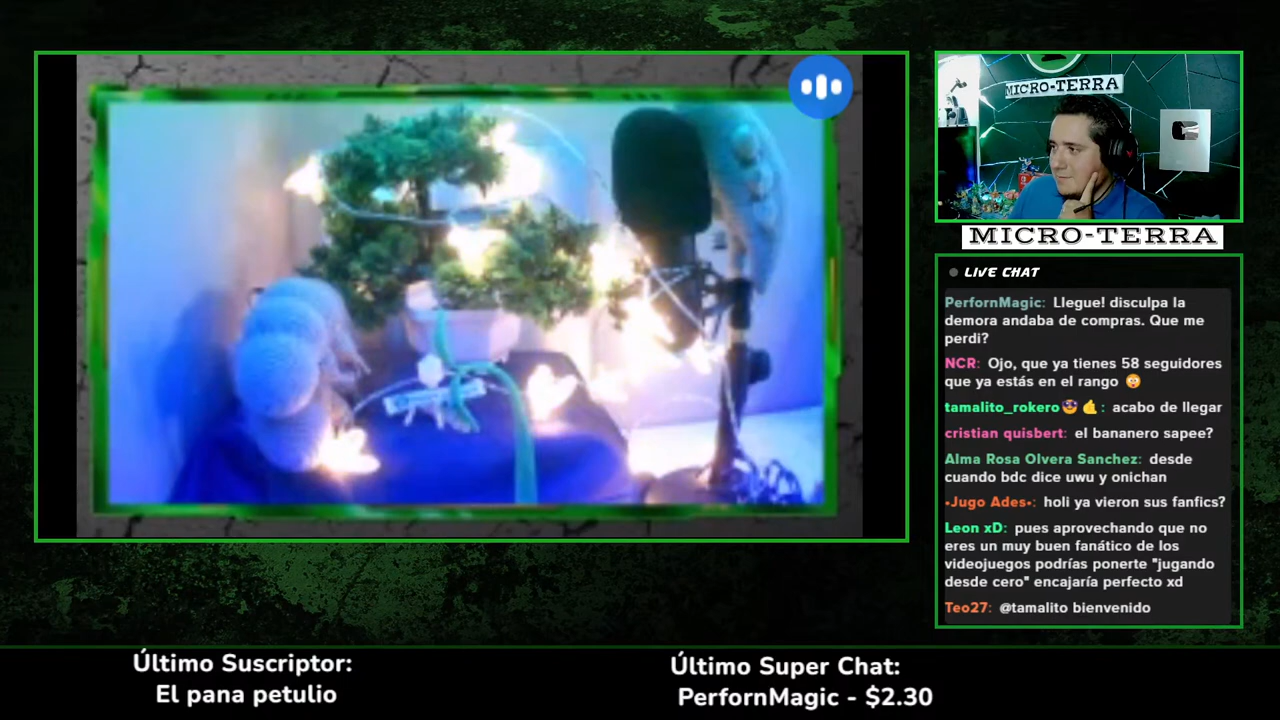 MICRO-TERRA
MICRO-TERRA
LIVE CHAT
PerfornMagic: Llegue! disculpa la
demora andaba de compras. Que me
perdi?
NCR: Ojo, que ya tienes 58 seguidores
que ya estás en el rango 😳
tamalito_rokero😎🤙: acabo de llegar
cristian quisbert: el bananero sapee?
Alma Rosa Olvera Sanchez: desde
cuando bdc dice uwu y onichan
•Jugo Ades•: holi ya vieron sus fanfics?
Leon xD: pues aprovechando que no
eres un muy buen fanático de los
videojuegos podrías ponerte "jugando
desde cero" encajaría perfecto xd
Teo27: @tamalito bienvenido
Último Suscriptor:
El pana petulio
Último Super Chat:
PerfornMagic - $2.30